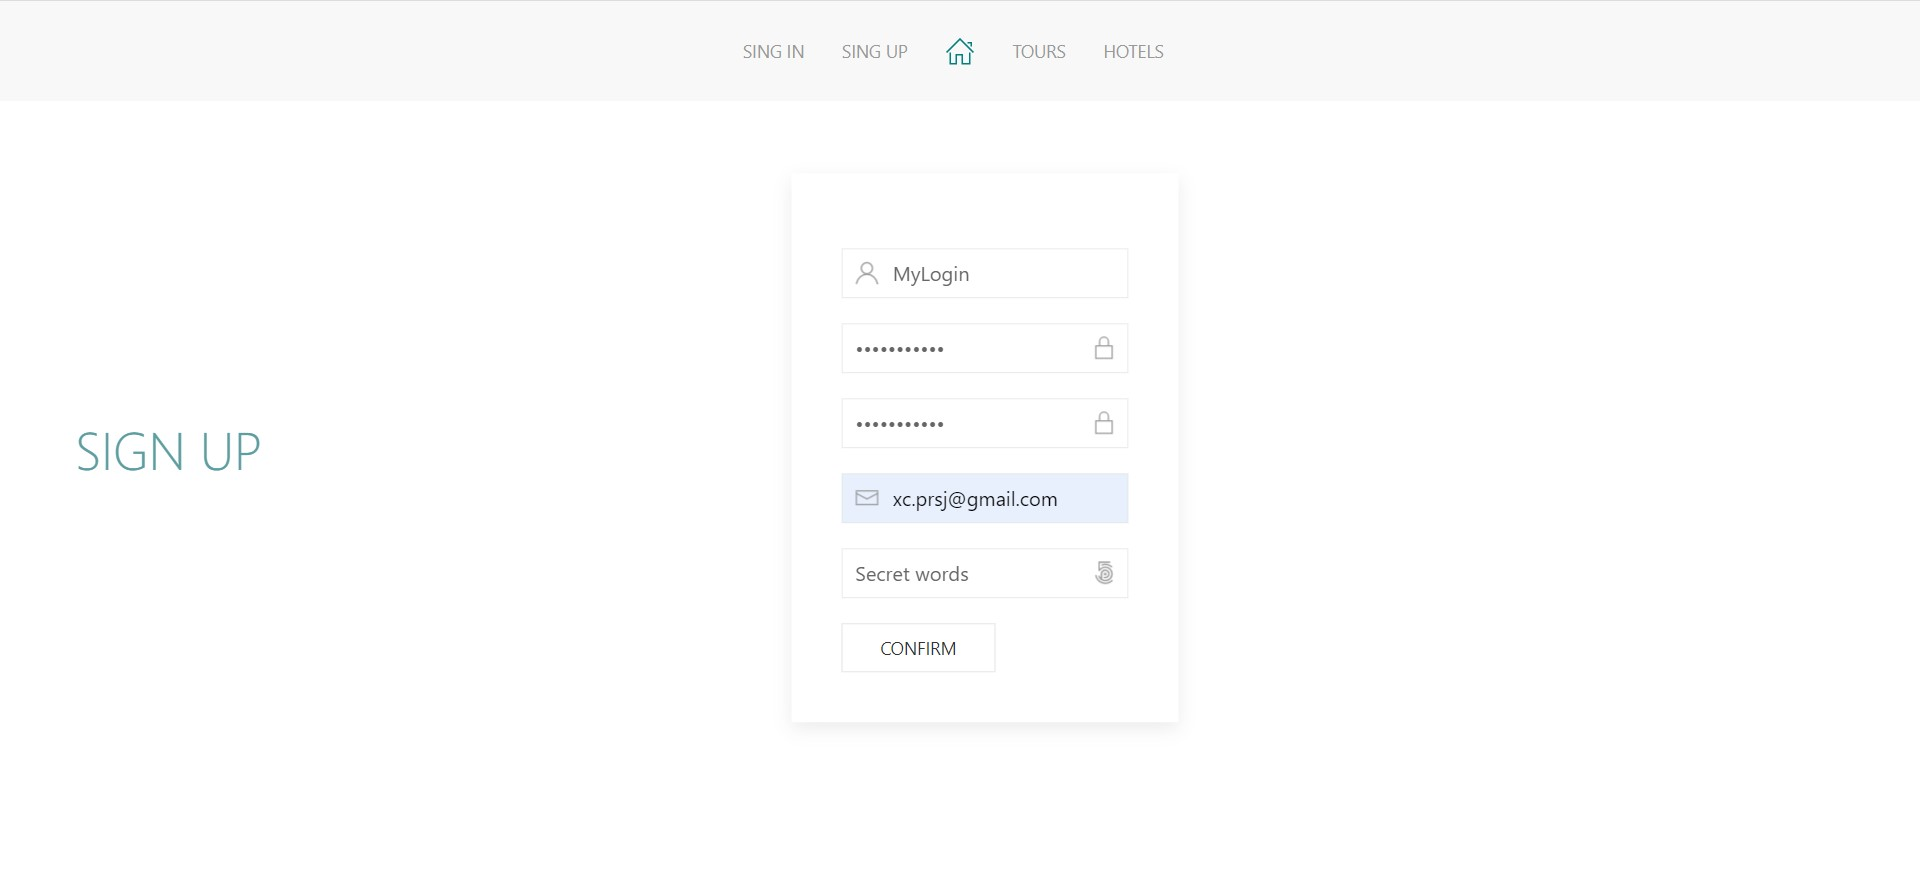 SING IN SING UP TOURS HOTELS
MyLogin
•••••••••••
•••••••••••
SIGN UP
xc.prsj@gmail.com
Secret words
CONFIRM